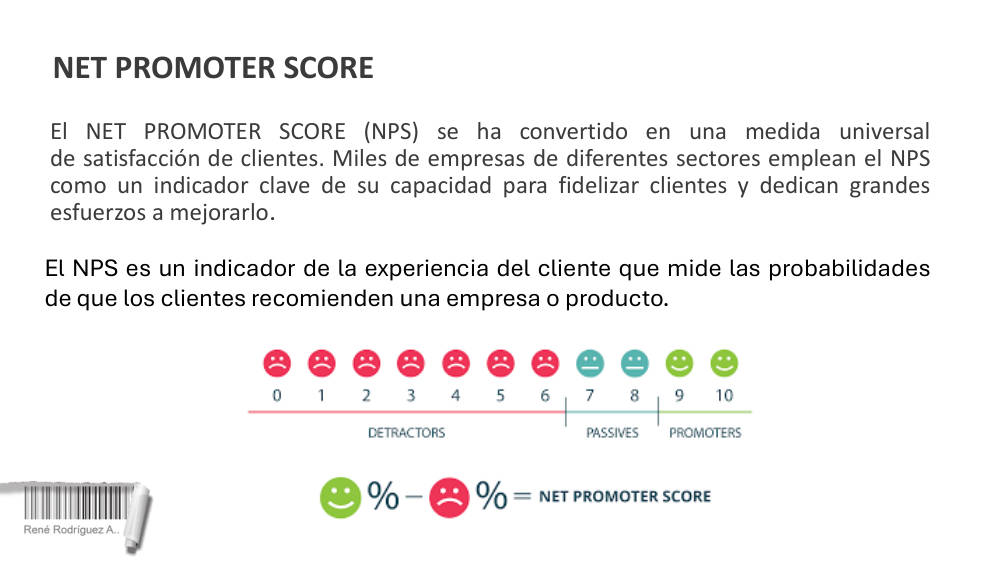 NET PROMOTER SCORE
El NET PROMOTER SCORE (NPS) se ha convertido en una medida universal
de satisfacción de clientes. Miles de empresas de diferentes sectores emplean el NPS
como un indicador clave de su capacidad para fidelizar clientes y dedican grandes
esfuerzos a mejorarlo.
El NPS es un indicador de la experiencia del cliente que mide las probabilidades
de que los clientes recomienden una empresa o producto.
0 1 2 3 4 5 6 7 8 9 10
DETRACTORS PASSIVES PROMOTERS
% − % = NET PROMOTER SCORE
René Rodríguez A..